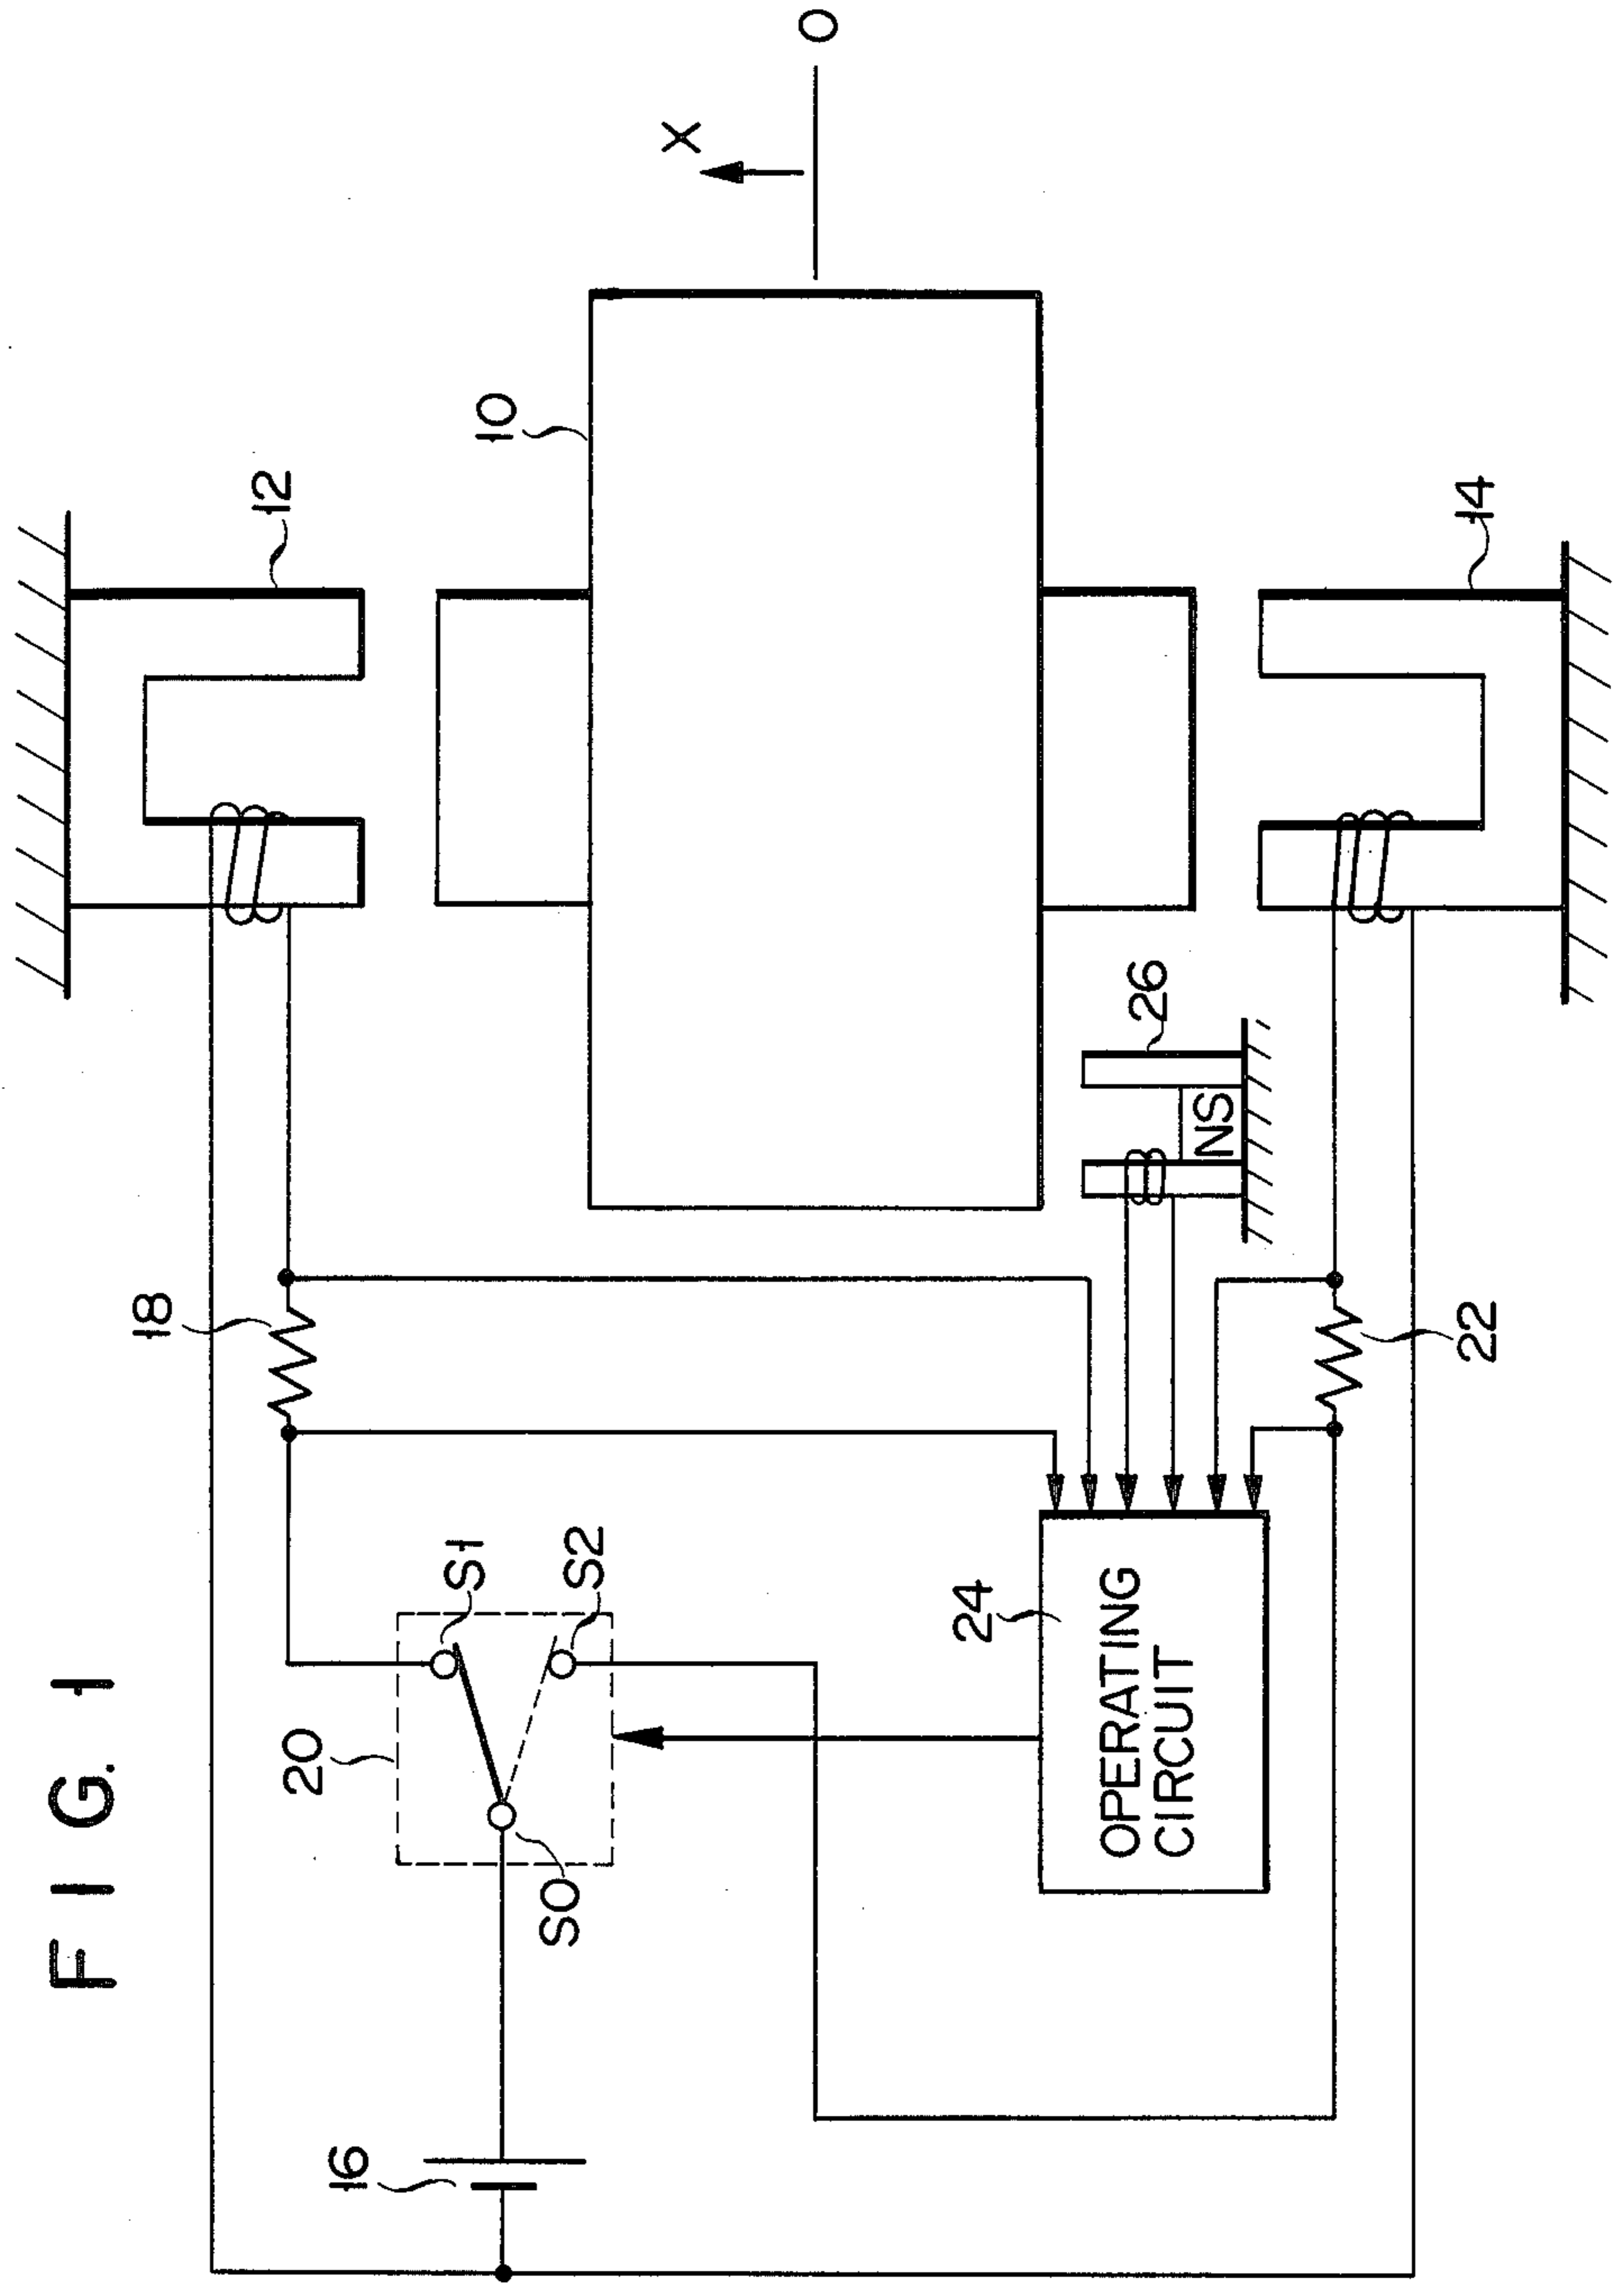 FIG. 1
12
10
X
O
18
20
S1
S2
S0
16
26
NS
24
OPERATING
CIRCUIT
14
22